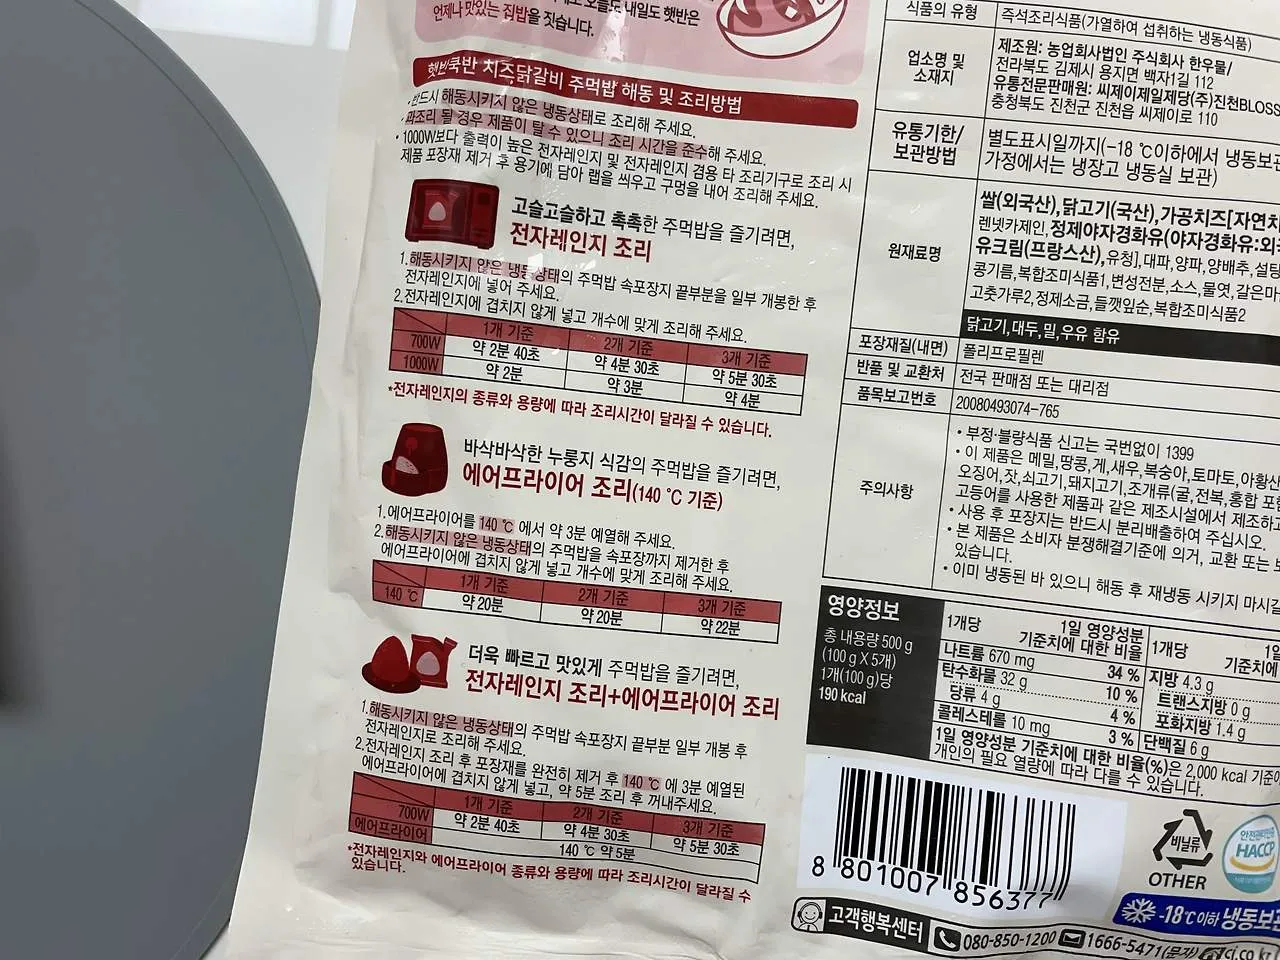 내일도 햇반은
언제나 맛있는 집밥을 짓습니다.
햇반쿡반 치즈닭갈비 주먹밥 해동 및 조리방법
· 반드시 해동시키지 않은 냉동상태로 조리해 주세요.
· 과조리 될 경우 제품이 탈 수 있으니 조리 시간을 준수해 주세요.
· 1000W보다 출력이 높은 전자레인지 및 전자레인지 겸용 타 조리기구로 조리 시
제품 포장재 제거 후 용기에 담아 랩을 씌우고 구멍을 내어 조리해 주세요.
고슬고슬하고 촉촉한 주먹밥을 즐기려면,
전자레인지 조리
1.해동시키지 않은 냉동상태의 주먹밥 속포장지 끝부분을 일부 개봉한 후
전자레인지에 넣어 주세요.
2.전자레인지에 겹치지 않게 넣고 개수에 맞게 조리해 주세요.
1개 기준 2개 기준 3개 기준
700W 약 2분 40초 약 4분 30초 약 5분 30초
1000W 약 2분 약 3분 약 4분
*전자레인지의 종류와 용량에 따라 조리시간이 달라질 수 있습니다.
바삭바삭한 누룽지 식감의 주먹밥을 즐기려면,
에어프라이어 조리(140 ℃ 기준)
1.에어프라이어를 140 ℃ 에서 약 3분 예열해 주세요.
2.해동시키지 않은 냉동상태의 주먹밥을 속포장까지 제거한 후
에어프라이어에 겹치지 않게 넣고 개수에 맞게 조리해 주세요.
1개 기준 2개 기준 3개 기준
140 ℃ 약 20분 약 20분 약 22분
더욱 빠르고 맛있게 주먹밥을 즐기려면,
전자레인지 조리+에어프라이어 조리
1.해동시키지 않은 냉동상태의 주먹밥 속포장지 끝부분 일부 개봉 후
전자레인지로 조리해 주세요.
2.전자레인지 조리 후 포장재를 완전히 제거 후 140 ℃ 에 3분 예열된
에어프라이어에 겹치지 않게 넣고, 약 5분 조리 후 꺼내주세요.
1개 기준 2개 기준 3개 기준
700W 약 2분 40초 약 4분 30초 약 5분 30초
에어프라이어 140 ℃ 약 5분
*전자레인지와 에어프라이어 종류와 용량에 따라 조리시간이 달라질 수
있습니다.
식품의 유형 즉석조리식품(가열하여 섭취하는 냉동식품)
업소명 및
소재지
제조원: 농업회사법인 주식회사 한우물/
전라북도 김제시 용지면 백자1길 112
유통전문판매원: 씨제이제일제당(주)진천BLOSS
충청북도 진천군 진천읍 씨제이로 110
유통기한/
보관방법
별도표시일까지(-18 ℃이하에서 냉동보관
가정에서는 냉장고 냉동실 보관)
원재료명
쌀(외국산),닭고기(국산),가공치즈[자연치
렌넷카제인,정제야자경화유(야자경화유:외
유크림(프랑스산),유청],대파,양파,양배추,설탕
콩기름,복합조미식품1,변성전분,소스,물엿,갈은마
고춧가루2,정제소금,들깻잎순,복합조미식품2
닭고기,대두,밀,우유 함유
포장재질(내면) 폴리프로필렌
반품 및 교환처 전국 판매점 또는 대리점
품목보고번호 20080493074-765
주의사항
• 부정·불량식품 신고는 국번없이 1399
• 이 제품은 메밀,땅콩,게,새우,복숭아,토마토,아황산
오징어,잣,쇠고기,돼지고기,조개류(굴,전복,홍합 포함
고등어를 사용한 제품과 같은 제조시설에서 제조하고
• 사용 후 포장지는 반드시 분리배출하여 주십시오.
• 본 제품은 소비자 분쟁해결기준에 의거, 교환 또는 보
있습니다.
• 이미 냉동된 바 있으니 해동 후 재냉동 시키지 마시길
영양정보
총 내용량 500 g
(100 g X 5개)
1개(100 g)당
190 kcal
1개당 1일 영양성분
기준치에 대한 비율
1개당 1일
기준치에
나트륨 670 mg 34 %
탄수화물 32 g 10 %
당류 4 g 4 %
콜레스테롤 10 mg 3 %
지방 4.3 g
트랜스지방 0 g
포화지방 1.4 g
단백질 6 g
1일 영양성분 기준치에 대한 비율(%)은 2,000 kcal 기준이
개인의 필요 열량에 따라 다를 수 있습니다.
8 801007 856377
비닐류
OTHER
안전관리인증
HACCP
-18℃이하 냉동보관
고객행복센터 080-850-1200 1666-5471(문자) cj.co.kr